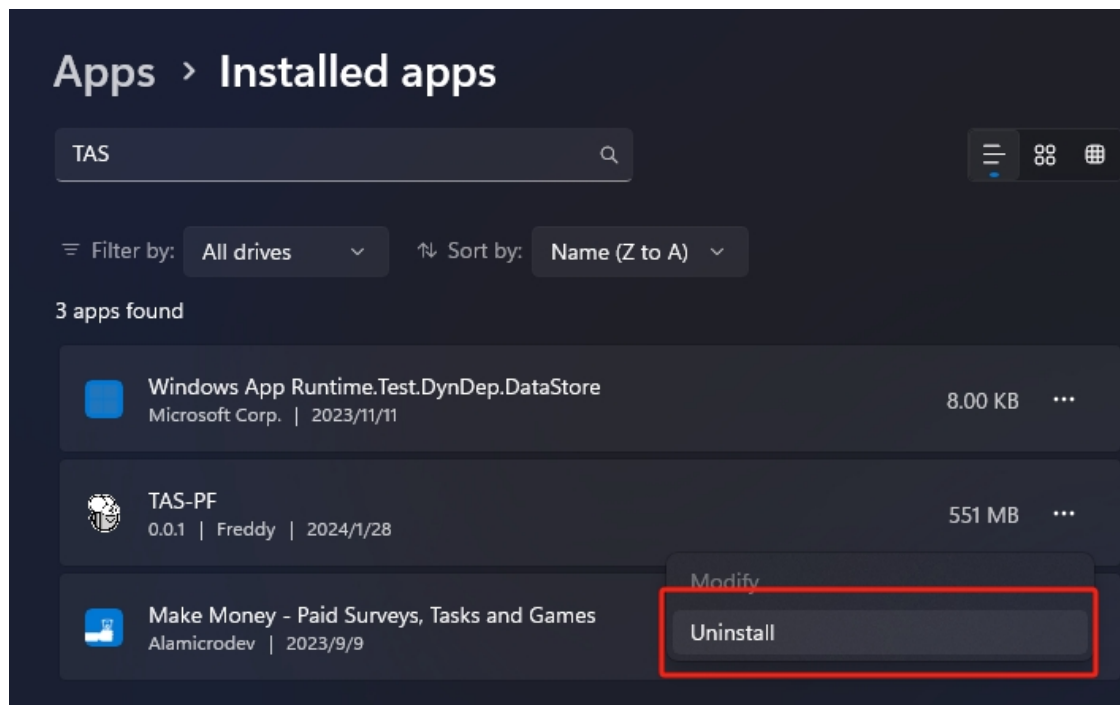 Apps > Installed apps
TAS
Filter by: All drives Sort by: Name (Z to A)
3 apps found
Windows App Runtime.Test.DynDep.DataStore
Microsoft Corp. | 2023/11/11
8.00 KB
TAS-PF
0.0.1 | Freddy | 2024/1/28
551 MB
Modify
Make Money - Paid Surveys, Tasks and Games
Alamicrodev | 2023/9/9
Uninstall